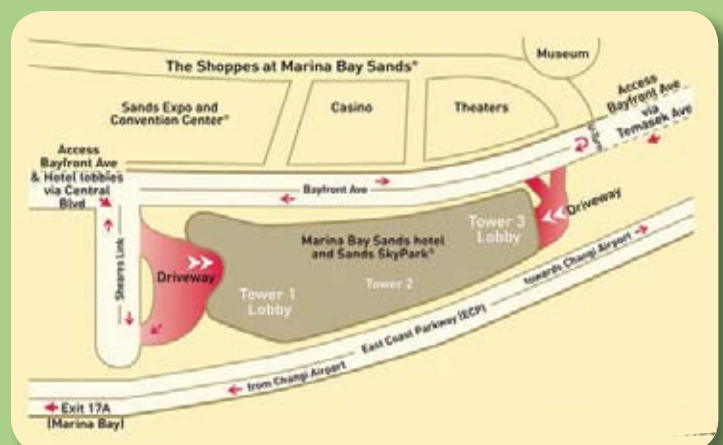 Museum
The Shoppes at Marina Bay Sands®
Access
Bayfront Ave
via
Temasek Ave
Sands Expo and
Convention Center®
Casino
Theaters
U-Turn
Access
Bayfront Ave
& Hotel lobbies
via Central
Blvd
Bayfront Ave
Driveway
Sheares Link
Driveway
Tower 3
Lobby
Marina Bay Sands hotel
and Sands SkyPark®
Tower 2
Tower 1
Lobby
towards Changi Airport
East Coast Parkway (ECP)
from Changi Airport
Exit 17A
(Marina Bay)